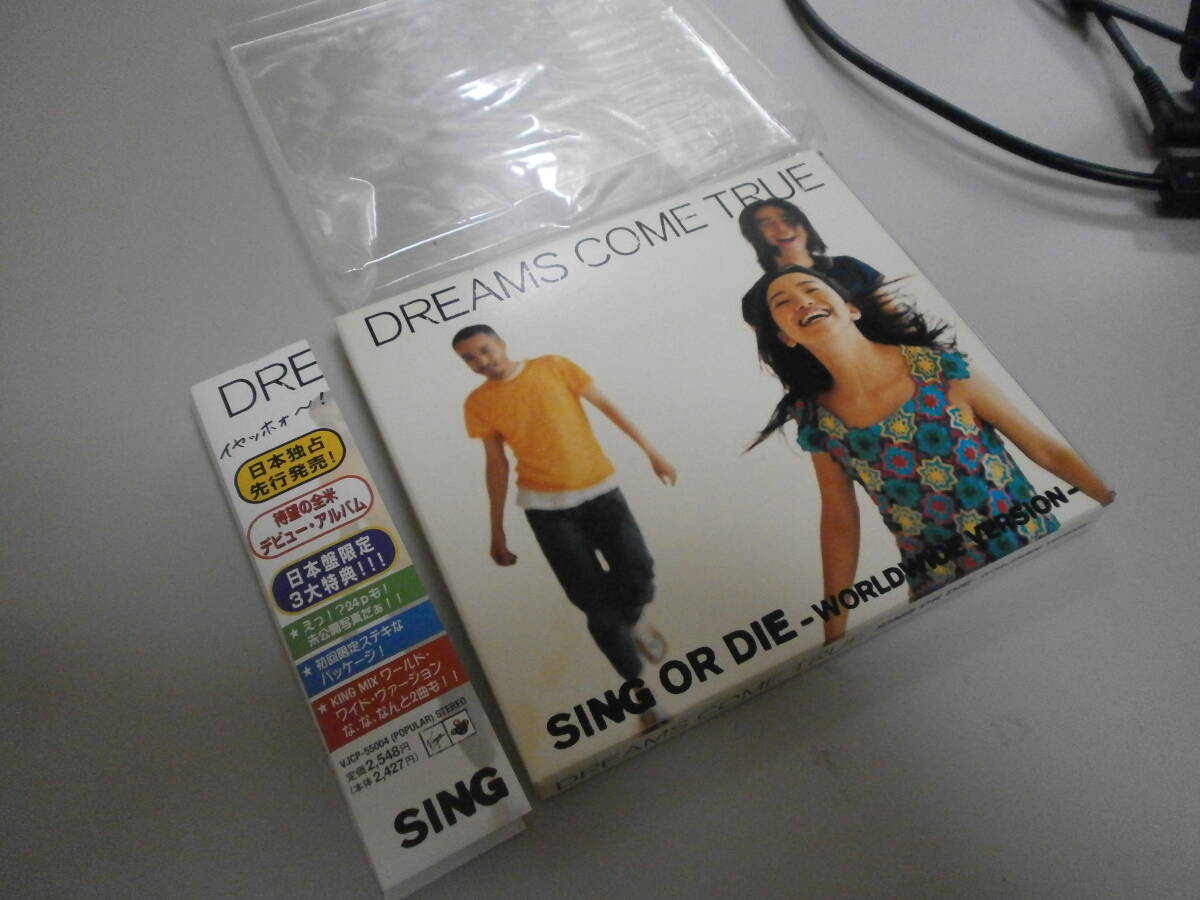 DREAMS COME TRUE
SING OR DIE -WORLDWIDE VERSION-
DREAMS COME TRUE SING OR DIE
DRE
イヤッホォ～!
日本独占
先行発売!
待望の全米
デビュー・アルバム
日本盤限定
3大特典!!!
★えっ!?24pも!
未公開写真だぁ!!
★初回限定ステキな
パッケージ!
★KING MIX ワールド・
ワイド・ヴァージョン
な、な、なんと2曲も!!
VJCP-55004 (POPULAR) STEREO
定価2,548円
(本体2,427円)
Virgin
SING